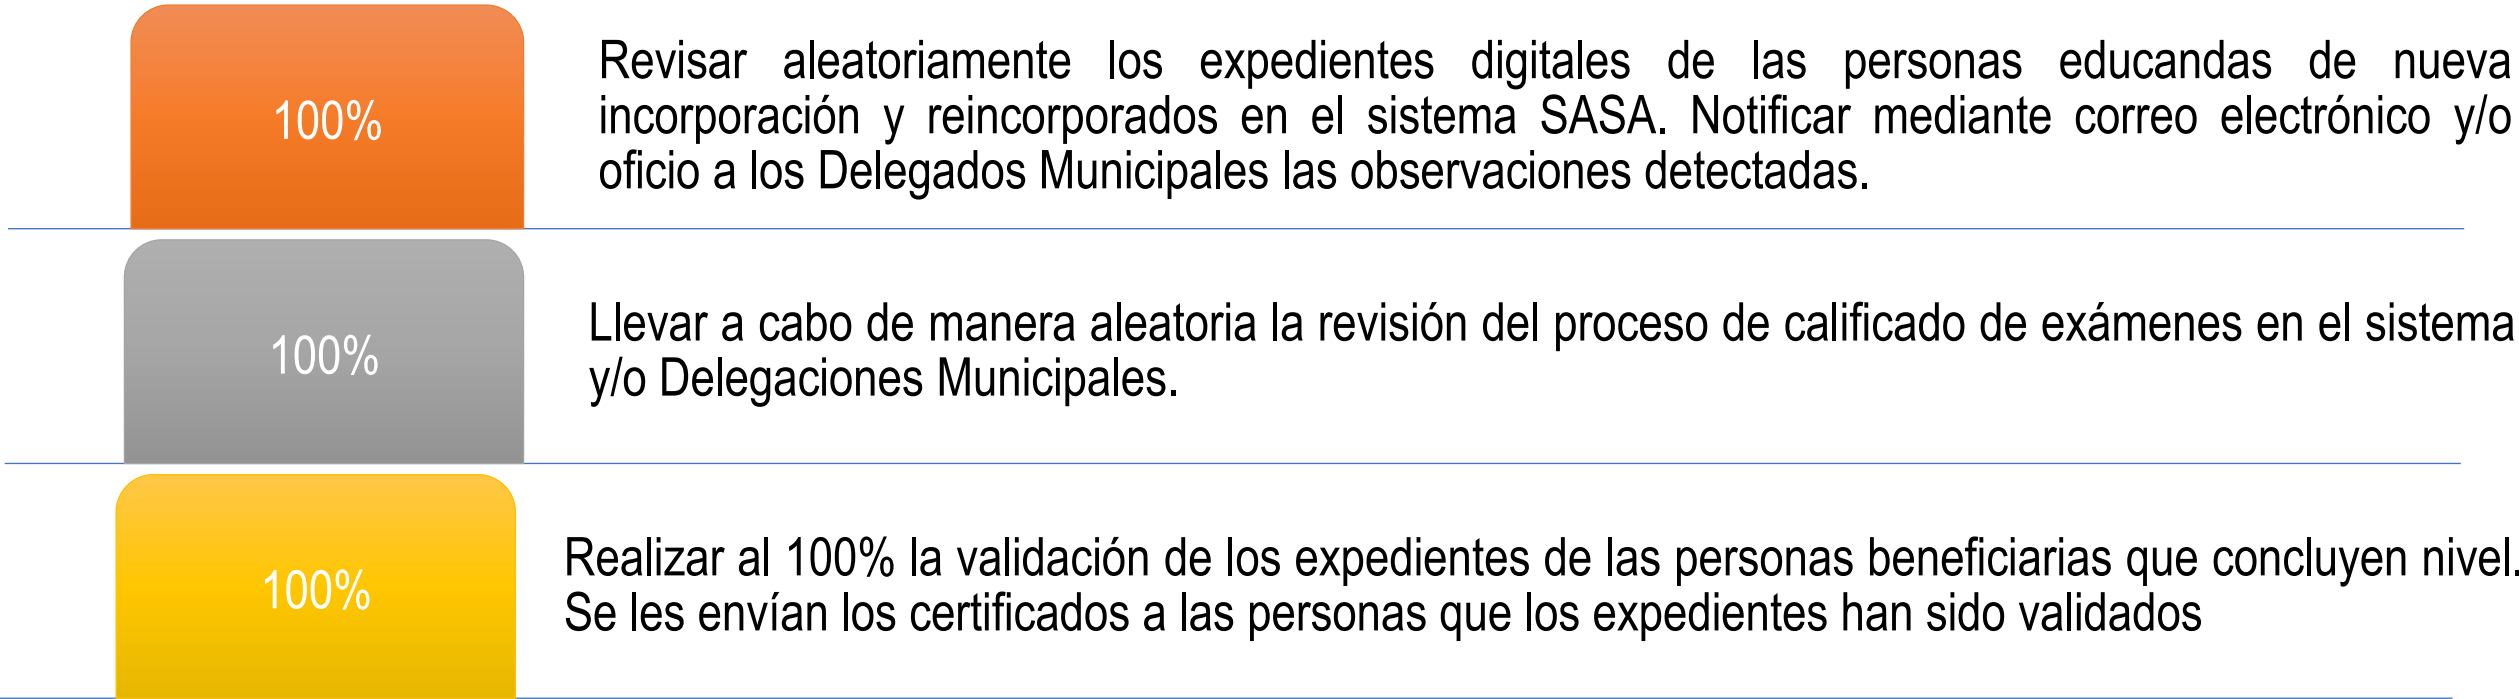 100%
Revisar aleatoriamente los expedientes digitales de las personas educandas de nueva
incorporación y reincorporados en el sistema SASA. Notificar mediante correo electrónico y/o
oficio a los Delegados Municipales las observaciones detectadas.
100%
Llevar a cabo de manera aleatoria la revisión del proceso de calificado de exámenes en el sistema
y/o Delegaciones Municipales.
100%
Realizar al 100% la validación de los expedientes de las personas beneficiarias que concluyen nivel.
Se les envían los certificados a las personas que los expedientes han sido validados